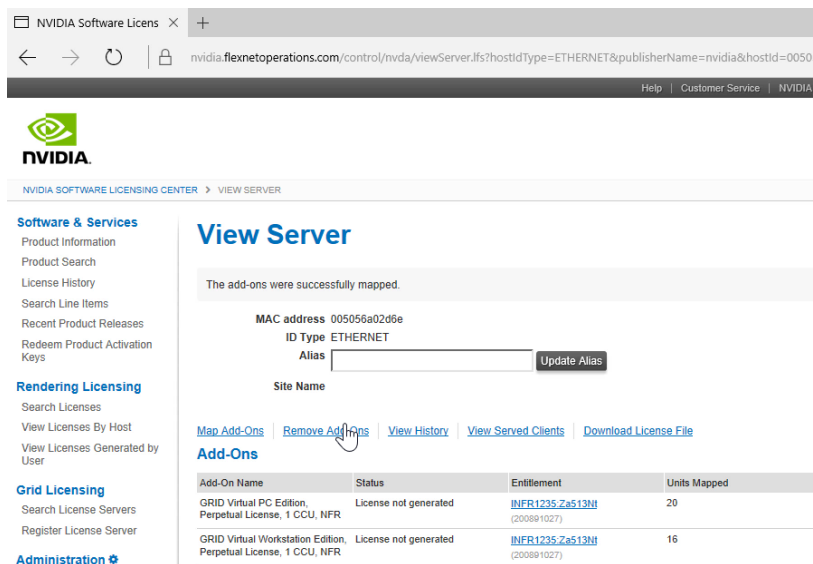 NVIDIA Software Licens
nvidia.flexnetoperations.com/control/nvda/viewServer.lfs?hostIdType=ETHERNET&publisherName=nvidia&hostId=0050
Help | Customer Service | NVIDIA
NVIDIA.
NVIDIA SOFTWARE LICENSING CENTER > VIEW SERVER
Software & Services
Product Information
Product Search
License History
Search Line Items
Recent Product Releases
Redeem Product Activation
Keys
Rendering Licensing
Search Licenses
View Licenses By Host
View Licenses Generated by
User
Grid Licensing
Search License Servers
Register License Server
Administration
View Server
The add-ons were successfully mapped.
MAC address 005056a02d6e
ID Type ETHERNET
Alias Update Alias
Site Name
Map Add-Ons Remove Add-Ons View History View Served Clients Download License File
Add-Ons
Add-On Name Status Entitlement Units Mapped
GRID Virtual PC Edition, License not generated INFR1235:Za513Nt 20
Perpetual License, 1 CCU, NFR (200891027)
GRID Virtual Workstation Edition, License not generated INFR1235:Za513Nt 16
Perpetual License, 1 CCU, NFR (200891027)